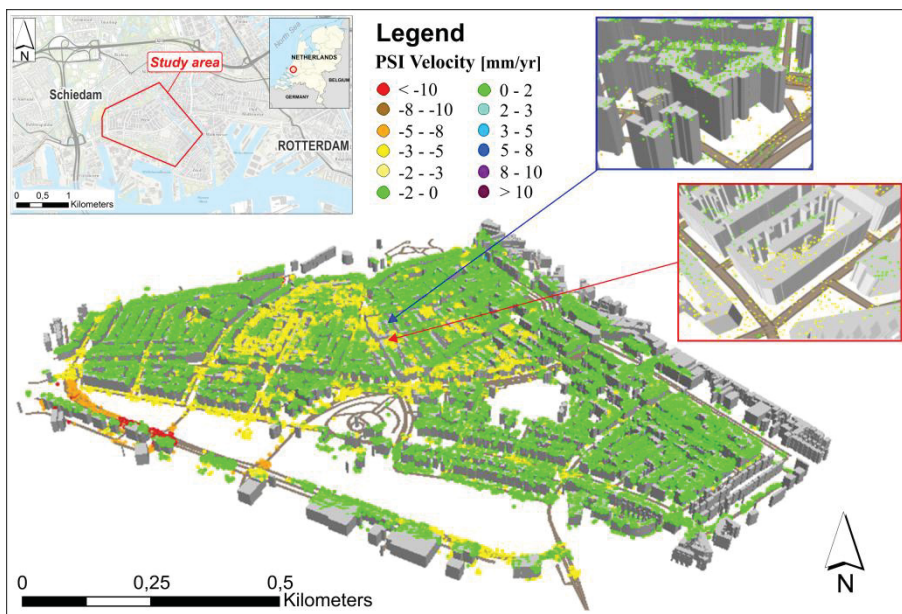 N
Study area
Schiedam
ROTTERDAM
0 0,5 1
Kilometers
North Sea
NETHERLANDS
BELGIUM
GERMANY
Legend
PSI Velocity [mm/yr]
< -10
-8 - -10
-5 - -8
-3 - -5
-2 - -3
-2 - 0
0 - 2
2 - 3
3 - 5
5 - 8
8 - 10
> 10
0 0,25 0,5
Kilometers
N